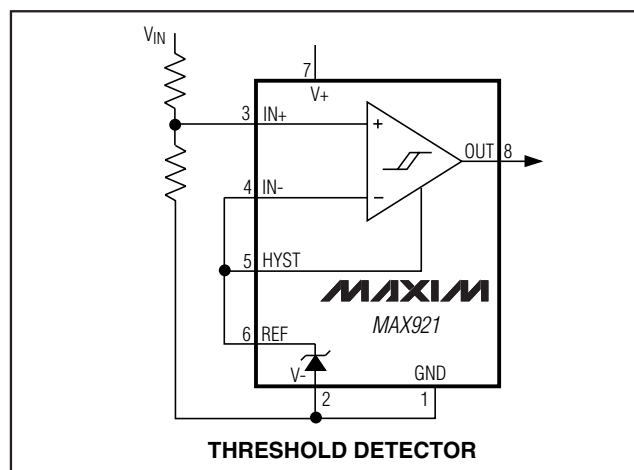 VIN
7
V+
3 IN+
+
OUT 8
4 IN-
−
5 HYST
MAXIM
MAX921
6 REF
V-
GND
2
1
THRESHOLD DETECTOR